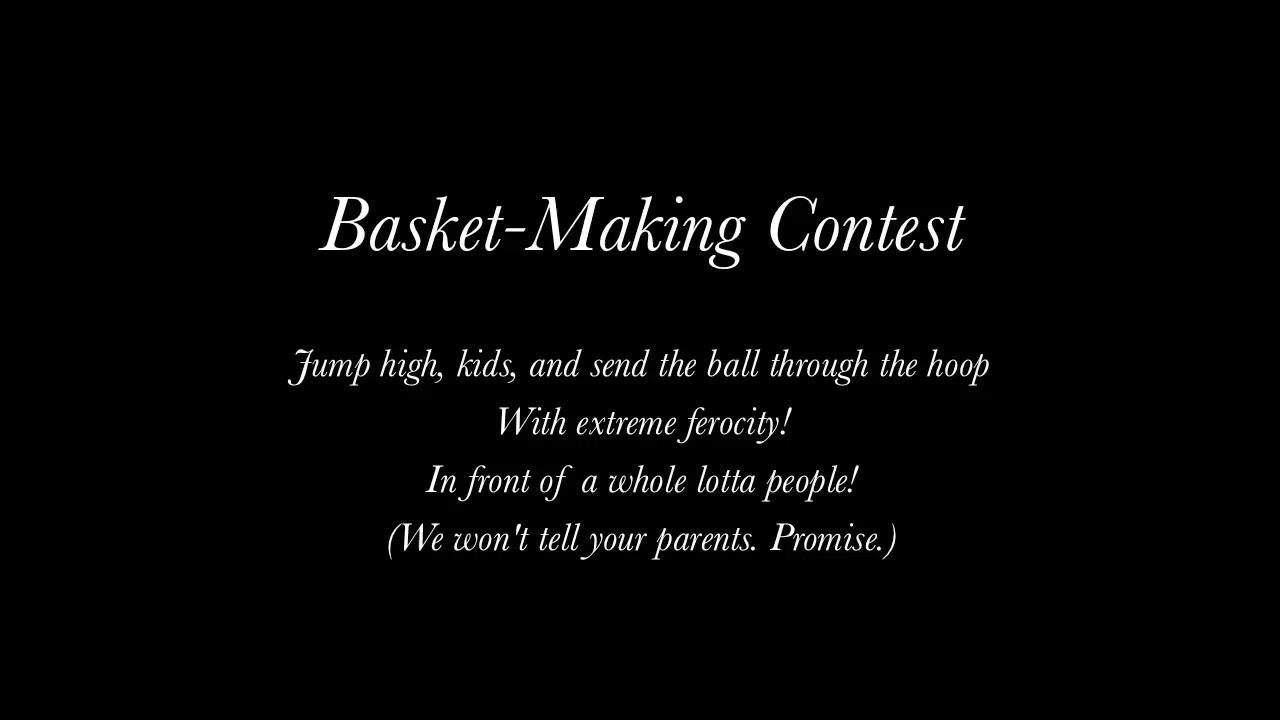 Basket-Making Contest
Jump high, kids, and send the ball through the hoop
With extreme ferocity!
In front of a whole lotta people!
(We won't tell your parents. Promise.)